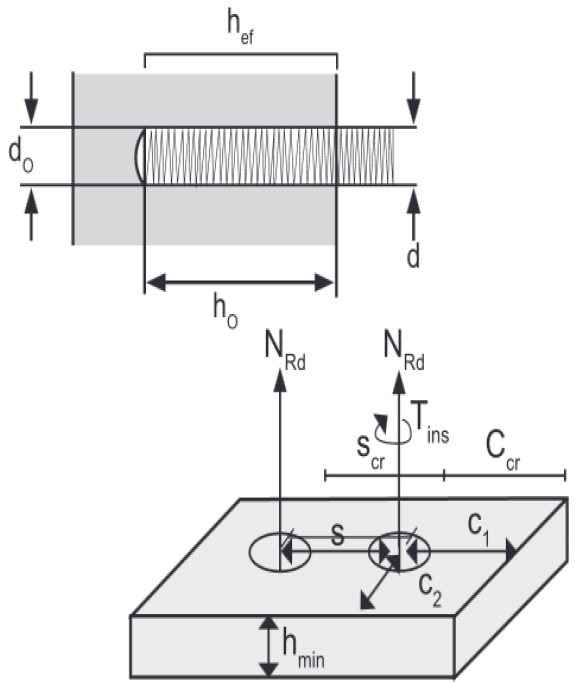 h_ef
d_O
d
h_O
N_Rd
N_Rd
T_ins
s_cr
C_cr
s
c_1
c_2
h_min